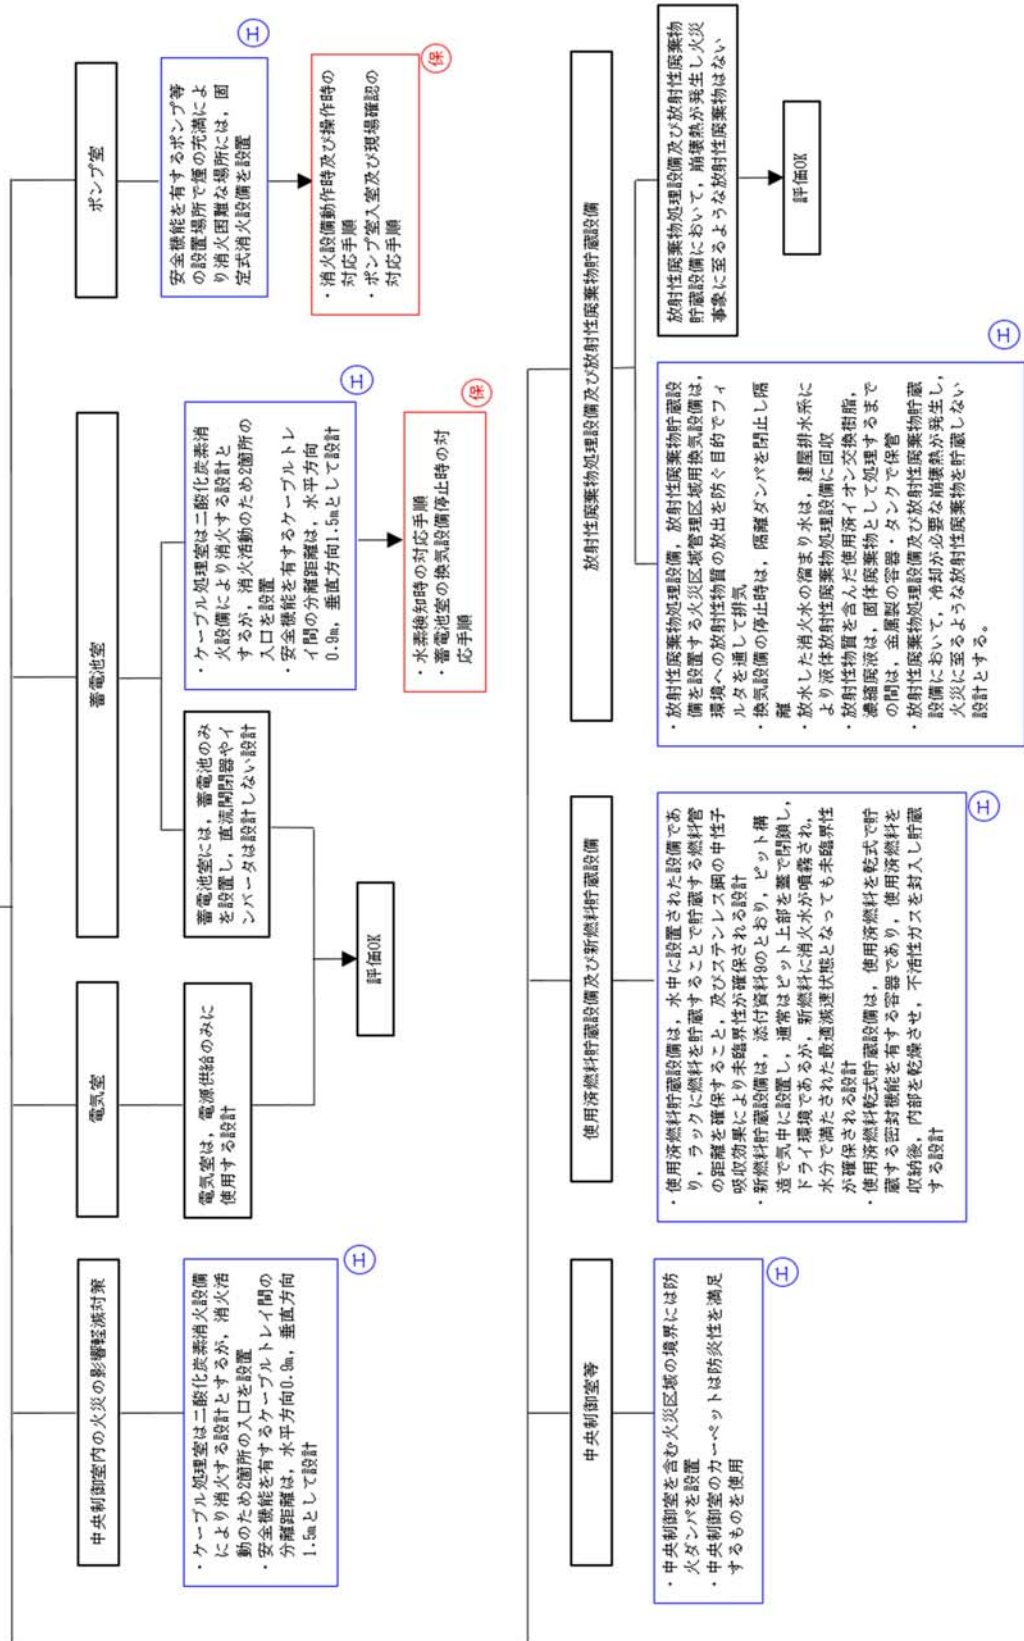 中央制御室内の火災の影響軽減対策
・ケーブル処理室は二酸化炭素消火設備
により消火する設計とするが，消火活
動のため2箇所の入口を設置
・安全機能を有するケーブルトレイ間の
分離距離は，水平方向0.9m，垂直方向
1.5mとして設計
エ
電気室
電気室は，電源供給のみに
使用する設計
蓄電池室
蓄電池室には，蓄電池のみ
を設置し，直流開閉器やイ
ンバータは設計しない設計
評価OK
・ケーブル処理室は二酸化炭素消
火設備により消火する設計と
するが，消火活動のため2箇所の
入口を設置
・安全機能を有するケーブルトレ
イ間の分離距離は，水平方向
0.9m，垂直方向1.5mとして設計
エ
・水素検知時の対応手順
・蓄電池室の換気設備停止時の対
応手順
保
ポンプ室
安全機能を有するポンプ等
の設置場所で煙の充満によ
り消火困難な場所には，固
定式消火設備を設置
エ
・消火設備動作時及び操作時の
対応手順
・ポンプ室入室及び現場確認の
対応手順
保
中央制御室等
・中央制御室を含む火災区域の境界には防
火ダンパを設置
・中央制御室のカーペットは防炎性を満足
するものを使用
エ
使用済燃料貯蔵設備及び新燃料貯蔵設備
・使用済燃料貯蔵設備は，水中に設置された設備であ
り，ラックに燃料を貯蔵することで貯蔵する燃料管
の距離を確保すること，及びステンレス鋼の中性子
吸収効果により未臨界性が確保される設計
・新燃料貯蔵設備は，添付資料9のとおり，ピット構
造で気中に設置し，通常はピット上部を蓋で閉鎖し，
ドライ環境であるが，新燃料に消火水が噴霧され，
水分で満たされた最適減速状態となっても未臨界性
が確保される設計
・使用済燃料乾式貯蔵設備は，使用済燃料を乾式で貯
蔵する密封機能を有する容器であり，使用済燃料を
収納後，内部を乾燥させ，不活性ガスを封入し貯蔵
する設計
エ
放射性廃棄物処理設備及び放射性廃棄物貯蔵設備
・放射性廃棄物処理設備，放射性廃棄物貯蔵設
備を設置する火災区域管理区域用換気設備は，
環境への放射性物質の放出を防ぐ目的でフィ
ルタを通して排気
・換気設備の停止時は，隔離ダンパを閉止し隔
離
・放水した消火水の溜まり水は，建屋排水系に
より液体放射性廃棄物処理設備に回収
・放射性物質を含んだ使用済イオン交換樹脂，
濃縮廃液は，固体廃棄物として処理するまで
の間は，金属製の容器・タンクで保管
・放射性廃棄物処理設備及び放射性廃棄物貯蔵
設備において，冷却が必要な崩壊熱が発生し，
火災に至るような放射性廃棄物を貯蔵しない
設計とする。
エ
放射性廃棄物処理設備及び放射性廃棄物
貯蔵設備において，崩壊熱が発生し火災
事象に至るような放射性廃棄物はない
評価OK